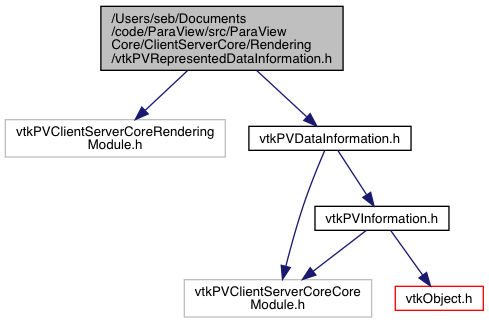 /Users/seb/Documents
/code/ParaView/src/ParaView
Core/ClientServerCore/Rendering
/vtkPVRepresentedDataInformation.h
vtkPVClientServerCoreRendering
Module.h
vtkPVDataInformation.h
vtkPVInformation.h
vtkPVClientServerCoreCore
Module.h
vtkObject.h